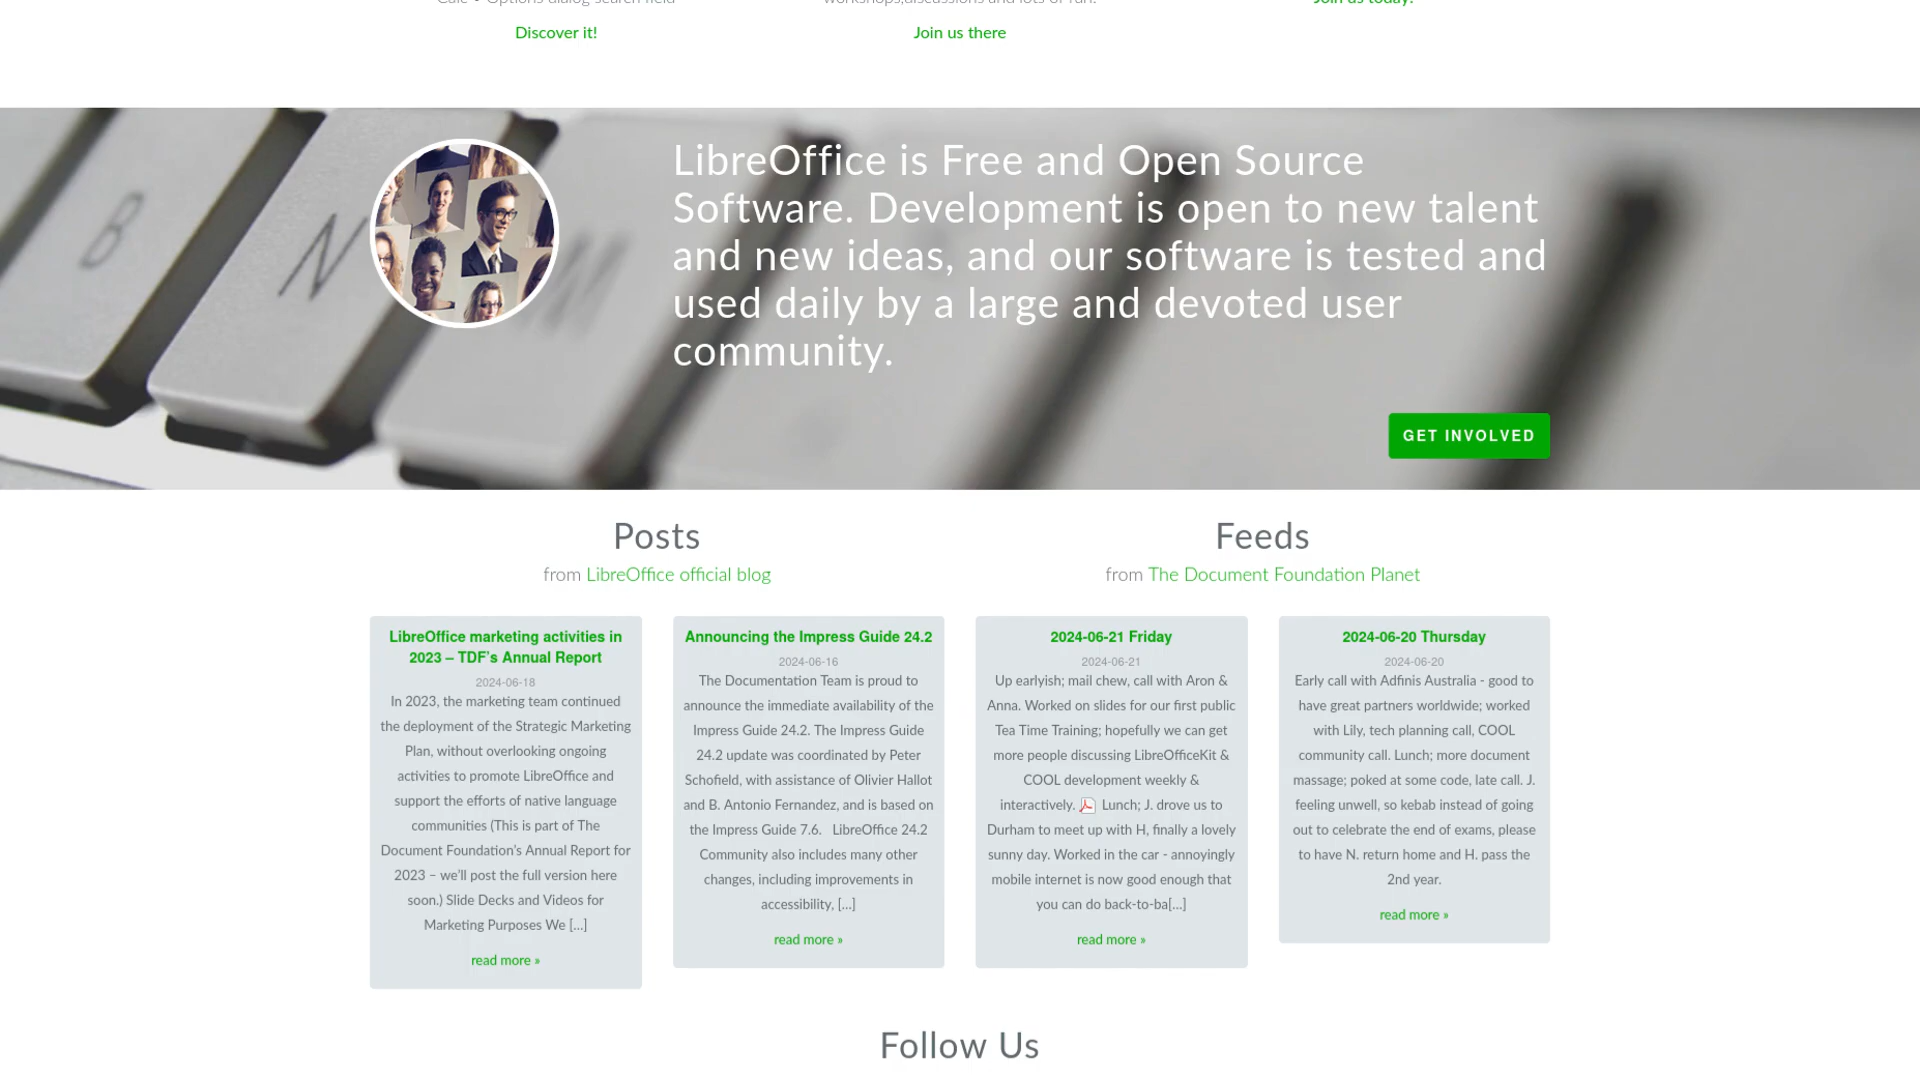 Calc • Options dialog search field
workshops,discussions and lots of fun!
Join us today!
Discover it!
Join us there
B
N
M
LibreOffice is Free and Open Source
Software. Development is open to new talent
and new ideas, and our software is tested and
used daily by a large and devoted user
community.
GET INVOLVED
Posts
from LibreOffice official blog
Feeds
from The Document Foundation Planet
LibreOffice marketing activities in
2023 – TDF’s Annual Report
2024-06-18
In 2023, the marketing team continued
the deployment of the Strategic Marketing
Plan, without overlooking ongoing
activities to promote LibreOffice and
support the efforts of native language
communities (This is part of The
Document Foundation’s Annual Report for
2023 – we’ll post the full version here
soon.) Slide Decks and Videos for
Marketing Purposes We [...]
read more »
Announcing the Impress Guide 24.2
2024-06-16
The Documentation Team is proud to
announce the immediate availability of the
Impress Guide 24.2. The Impress Guide
24.2 update was coordinated by Peter
Schofield, with assistance of Olivier Hallot
and B. Antonio Fernandez, and is based on
the Impress Guide 7.6.   LibreOffice 24.2
Community also includes many other
changes, including improvements in
accessibility, [...]
read more »
2024-06-21 Friday
2024-06-21
Up earlyish; mail chew, call with Aron &
Anna. Worked on slides for our first public
Tea Time Training; hopefully we can get
more people discussing LibreOfficeKit &
COOL development weekly &
interactively. Lunch; J. drove us to
Durham to meet up with H, finally a lovely
sunny day. Worked in the car - annoyingly
mobile internet is now good enough that
you can do back-to-ba[...]
read more »
2024-06-20 Thursday
2024-06-20
Early call with Adfinis Australia - good to
have great partners worldwide; worked
with Lily, tech planning call, COOL
community call. Lunch; more document
massage; poked at some code, late call. J.
feeling unwell, so kebab instead of going
out to celebrate the end of exams, please
to have N. return home and H. pass the
2nd year.
read more »
Follow Us